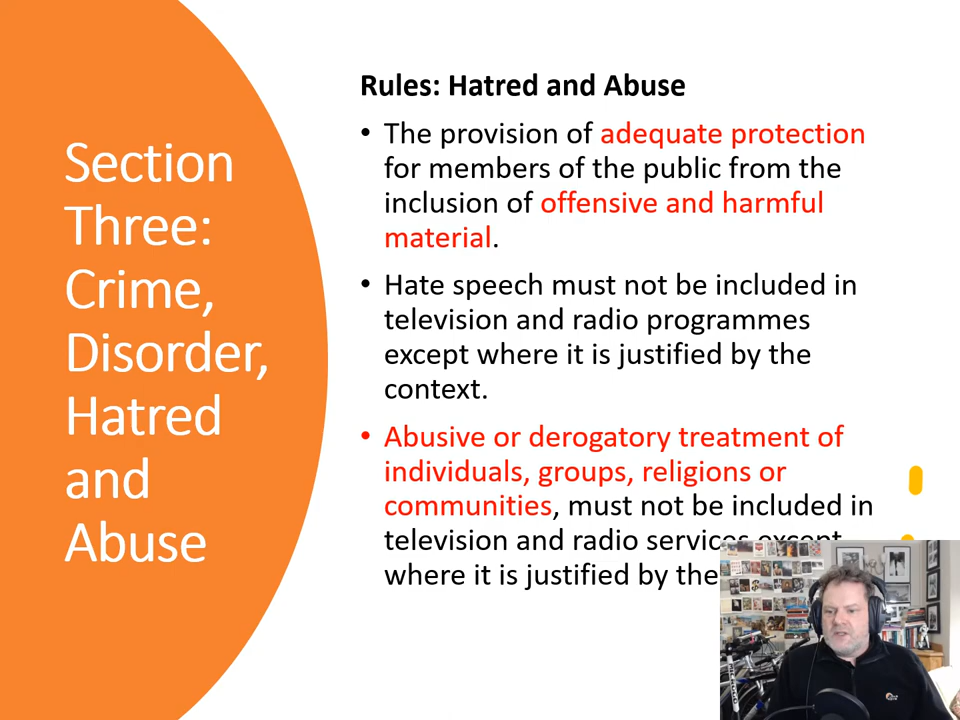 Section
Three:
Crime,
Disorder,
Hatred
and
Abuse
Rules: Hatred and Abuse
• The provision of adequate protection
for members of the public from the
inclusion of offensive and harmful
material.
• Hate speech must not be included in
television and radio programmes
except where it is justified by the
context.
• Abusive or derogatory treatment of
individuals, groups, religions or
communities, must not be included in
television and radio services except
where it is justified by the